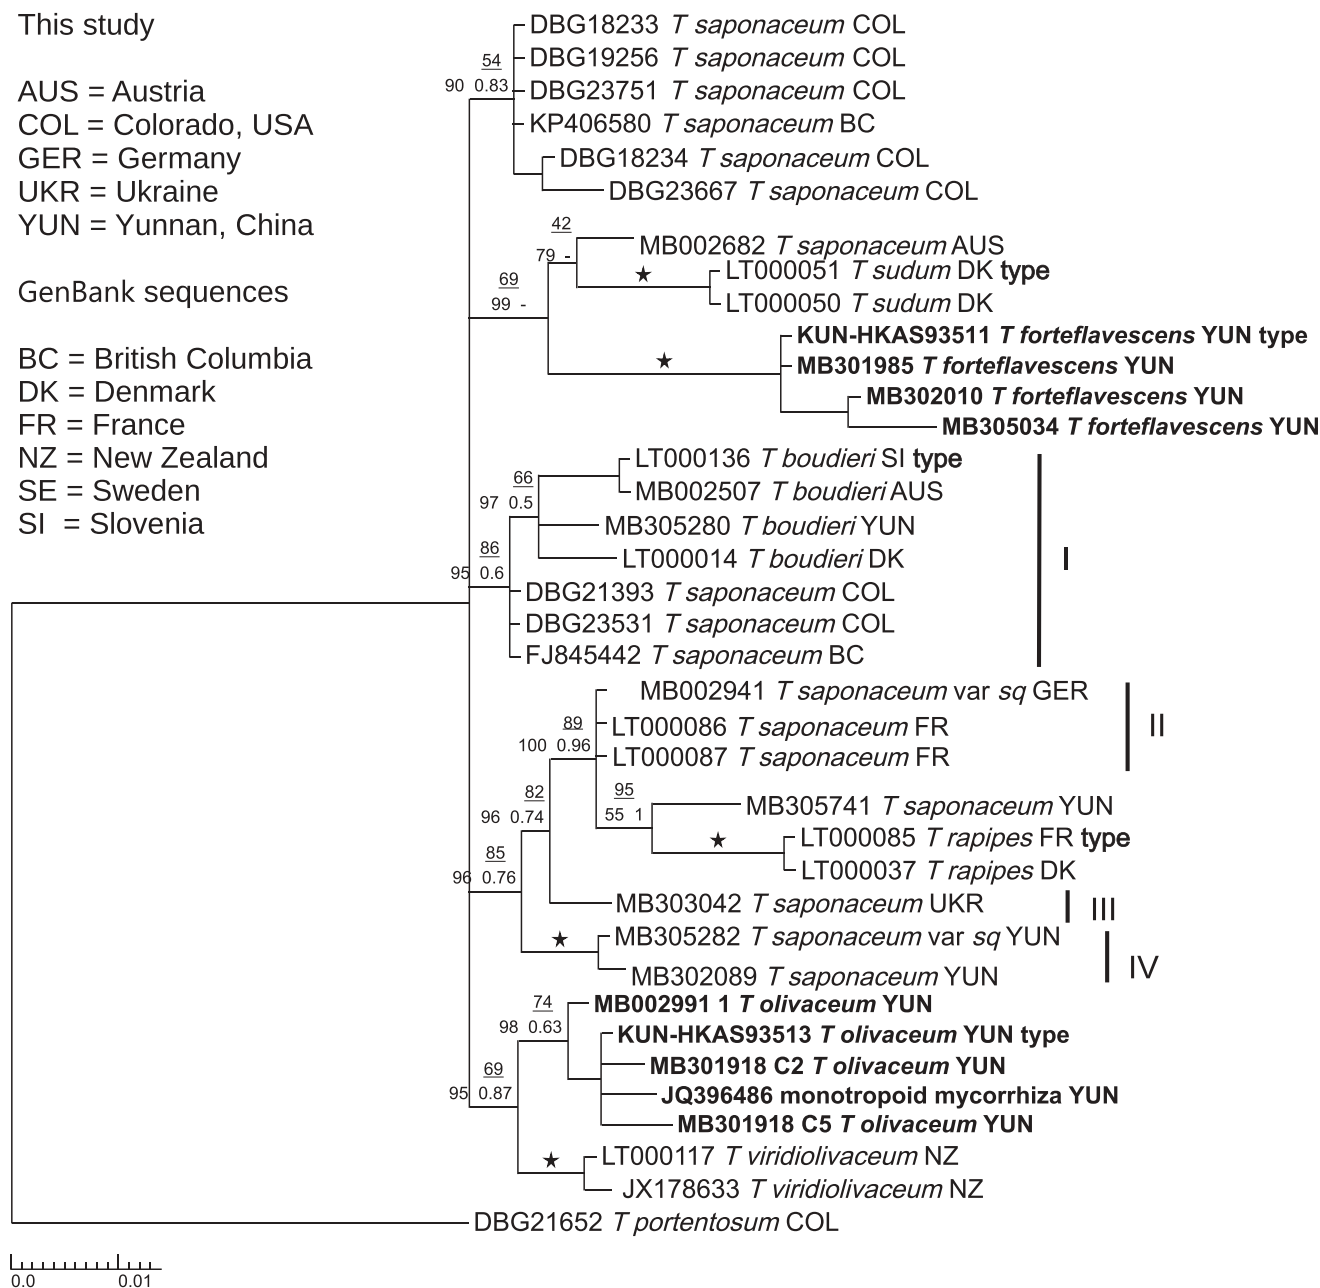 This study
AUS = Austria
COL = Colorado, USA
GER = Germany
UKR = Ukraine
YUN = Yunnan, China
GenBank sequences
BC = British Columbia
DK = Denmark
FR = France
NZ = New Zealand
SE = Sweden
SI = Slovenia
DBG18233 T saponaceum COL
DBG19256 T saponaceum COL
54
90 0.83
DBG23751 T saponaceum COL
KP406580 T saponaceum BC
DBG18234 T saponaceum COL
DBG23667 T saponaceum COL
42
79 -
MB002682 T saponaceum AUS
★
LT000051 T sudum DK type
69
99 -
LT000050 T sudum DK
KUN-HKAS93511 T forteflavescens YUN type
★
MB301985 T forteflavescens YUN
MB302010 T forteflavescens YUN
MB305034 T forteflavescens YUN
LT000136 T boudieri SI type
66
97 0.5
MB002507 T boudieri AUS
MB305280 T boudieri YUN
86
95 0.6
LT000014 T boudieri DK
I
DBG21393 T saponaceum COL
DBG23531 T saponaceum COL
FJ845442 T saponaceum BC
MB002941 T saponaceum var sq GER
89
100 0.96
LT000086 T saponaceum FR
II
LT000087 T saponaceum FR
82
96 0.74
95
55 1
MB305741 T saponaceum YUN
★
LT000085 T rapipes FR type
85
96 0.76
LT000037 T rapipes DK
MB303042 T saponaceum UKR
III
★
MB305282 T saponaceum var sq YUN
MB302089 T saponaceum YUN
IV
74
98 0.63
MB002991 1 T olivaceum YUN
KUN-HKAS93513 T olivaceum YUN type
MB301918 C2 T olivaceum YUN
69
95 0.87
JQ396486 monotropoid mycorrhiza YUN
MB301918 C5 T olivaceum YUN
★
LT000117 T viridiolivaceum NZ
JX178633 T viridiolivaceum NZ
DBG21652 T portentosum COL
0.0 0.01